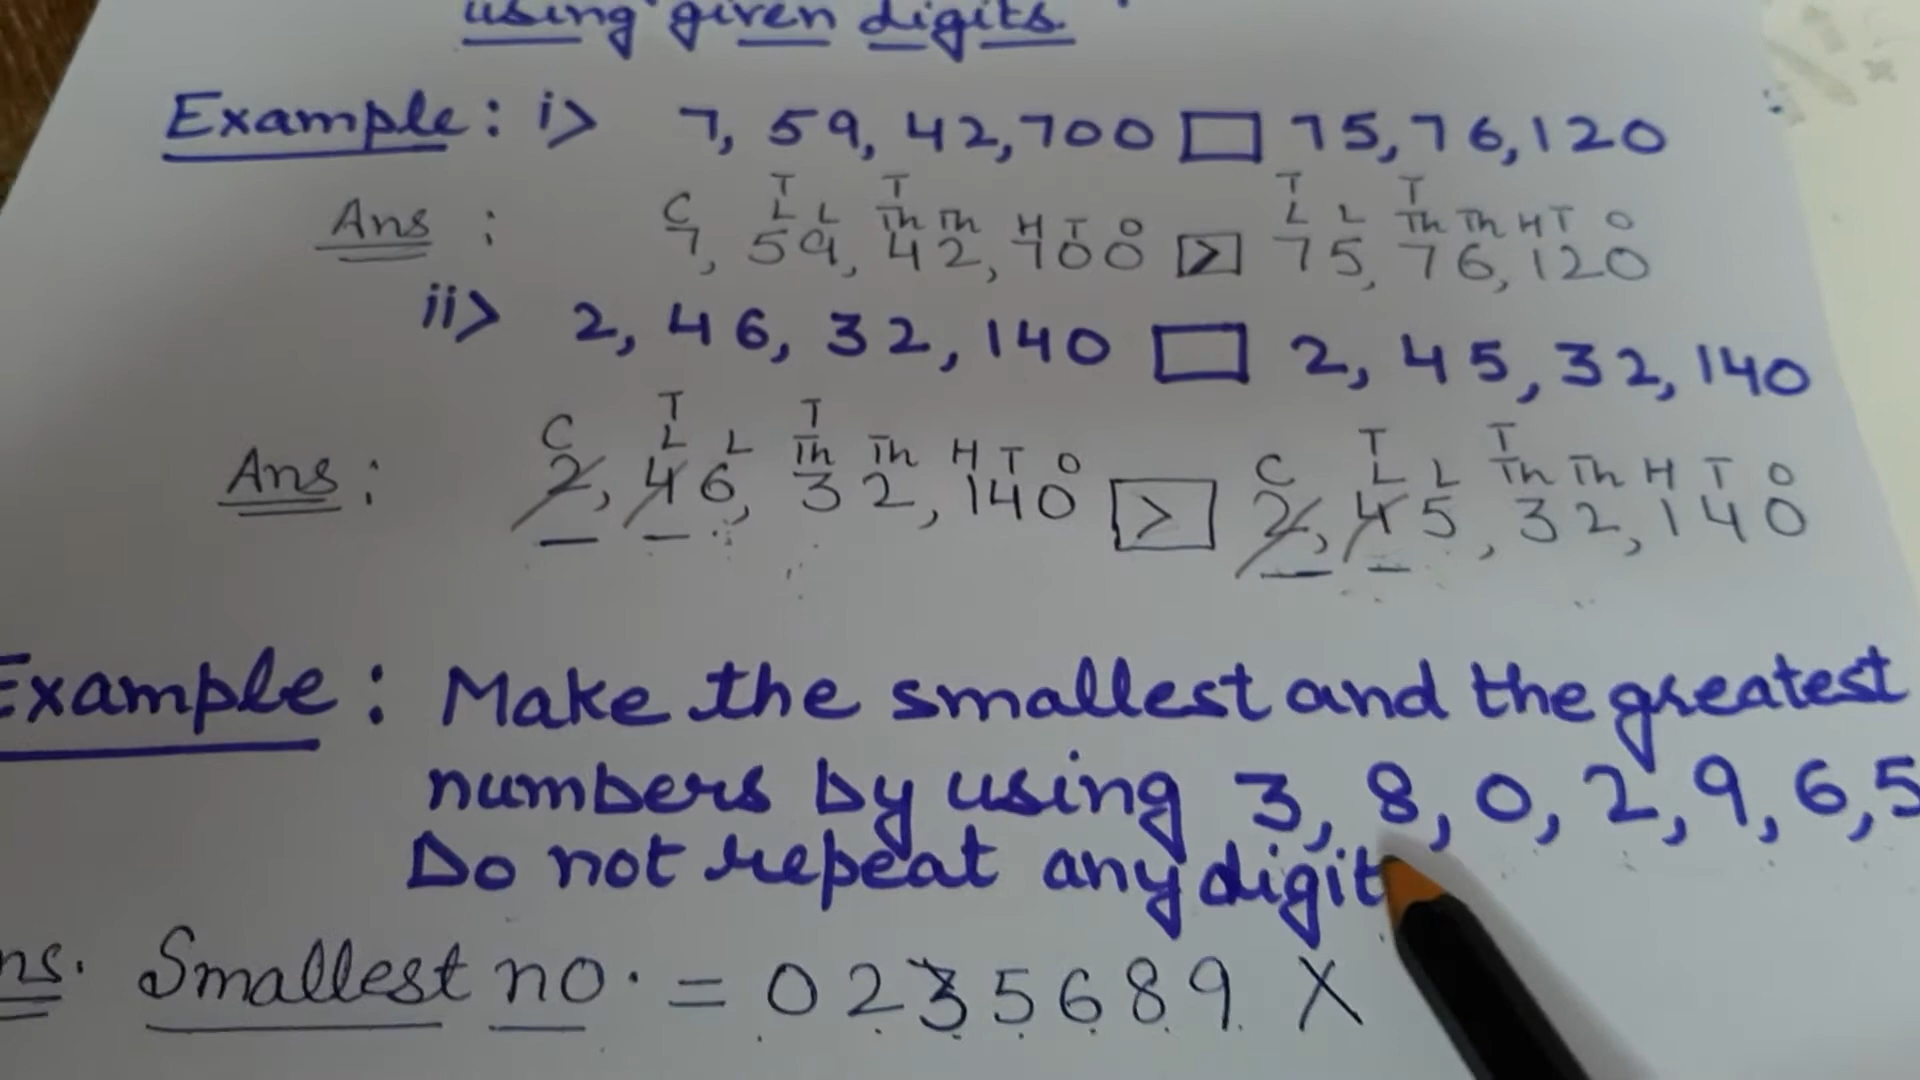 using given digits.
Example: i> 7, 59, 42,700 □ 75,76,120
C T L L T Th Th H T O T L L T Th Th H T O
Ans : 7, 59, 42,700 > 75, 76,120
ii> 2, 46, 32,140 □ 2, 45, 32, 140
C T L L T Th Th H T O C T L L T Th Th H T O
Ans : 2, 46, 32,140 > 2, 45, 32, 140
Example : Make the smallest and the greatest
numbers by using 3, 8, 0, 2, 9, 6, 5
Do not repeat any digit
ns. Smallest no. = 0235689 X